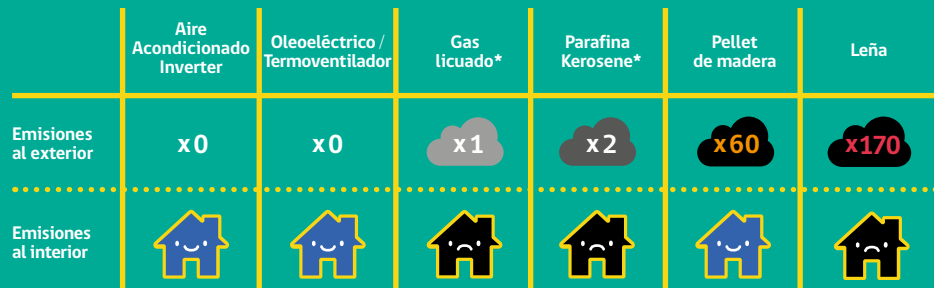 Aire
Acondicionado
Inverter
Oleoeléctrico /
Termoventilador
Gas
licuado*
Parafina
Kerosene*
Pellet
de madera
Leña
Emisiones
al exterior
x0
x0
x1
x2
x60
x170
Emisiones
al interior